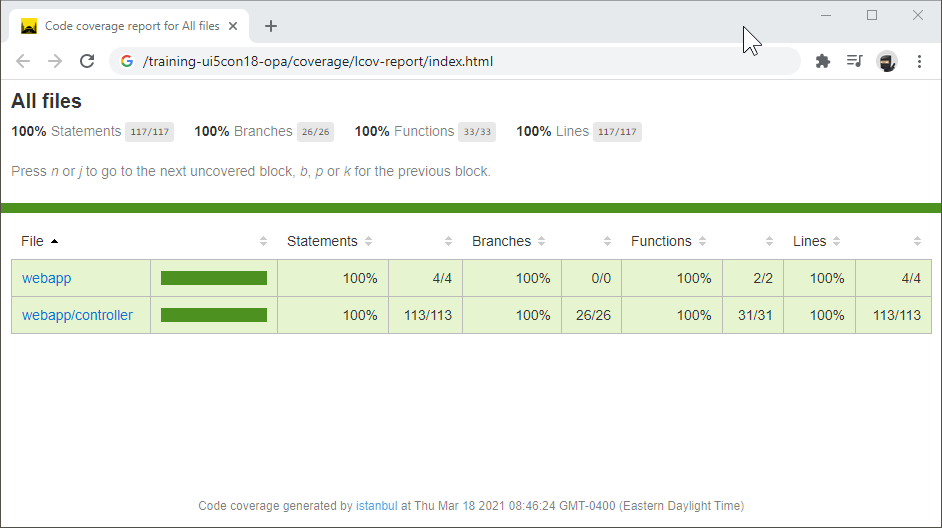 Code coverage report for All files
/training-ui5con18-opa/coverage/lcov-report/index.html
All files
100% Statements 117/117 100% Branches 26/26 100% Functions 33/33 100% Lines 117/117
Press n or j to go to the next uncovered block, b, p or k for the previous block.
File Statements Branches Functions Lines
webapp 100% 4/4 100% 0/0 100% 2/2 100% 4/4
webapp/controller 100% 113/113 100% 26/26 100% 31/31 100% 113/113
Code coverage generated by istanbul at Thu Mar 18 2021 08:46:24 GMT-0400 (Eastern Daylight Time)